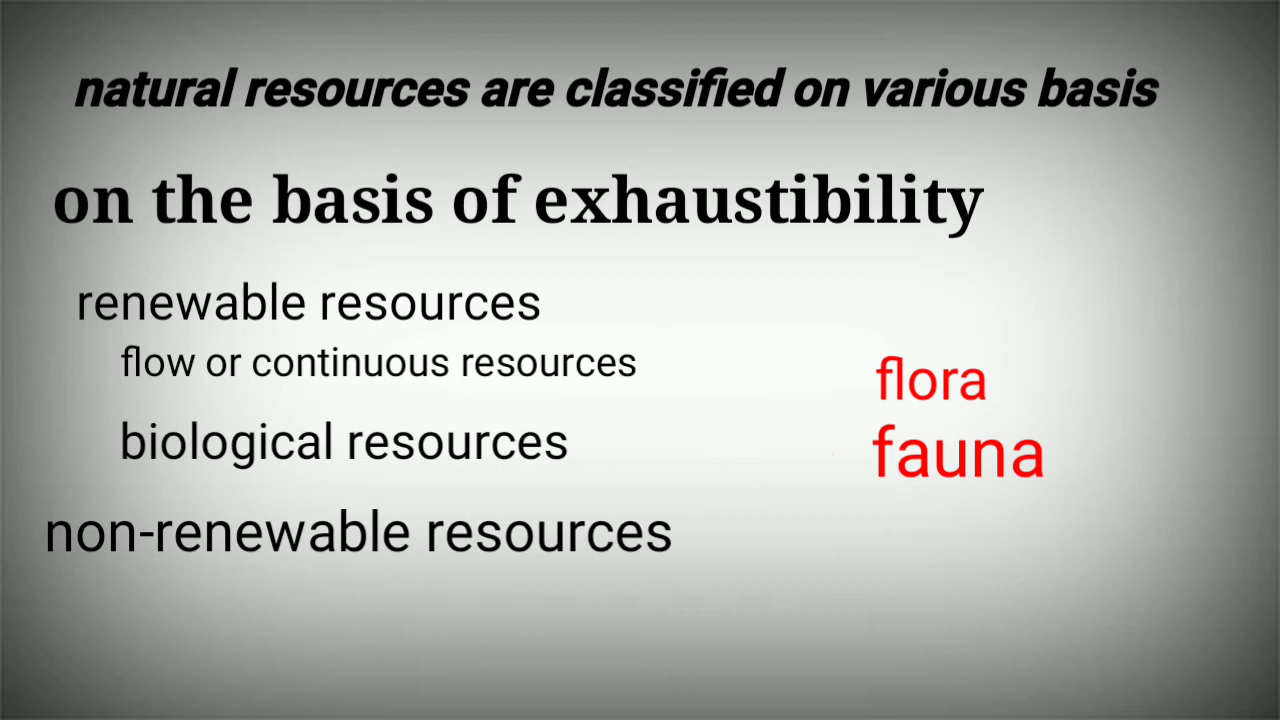 natural resources are classified on various basis
on the basis of exhaustibility
renewable resources
flow or continuous resources
biological resources
flora
fauna
non-renewable resources